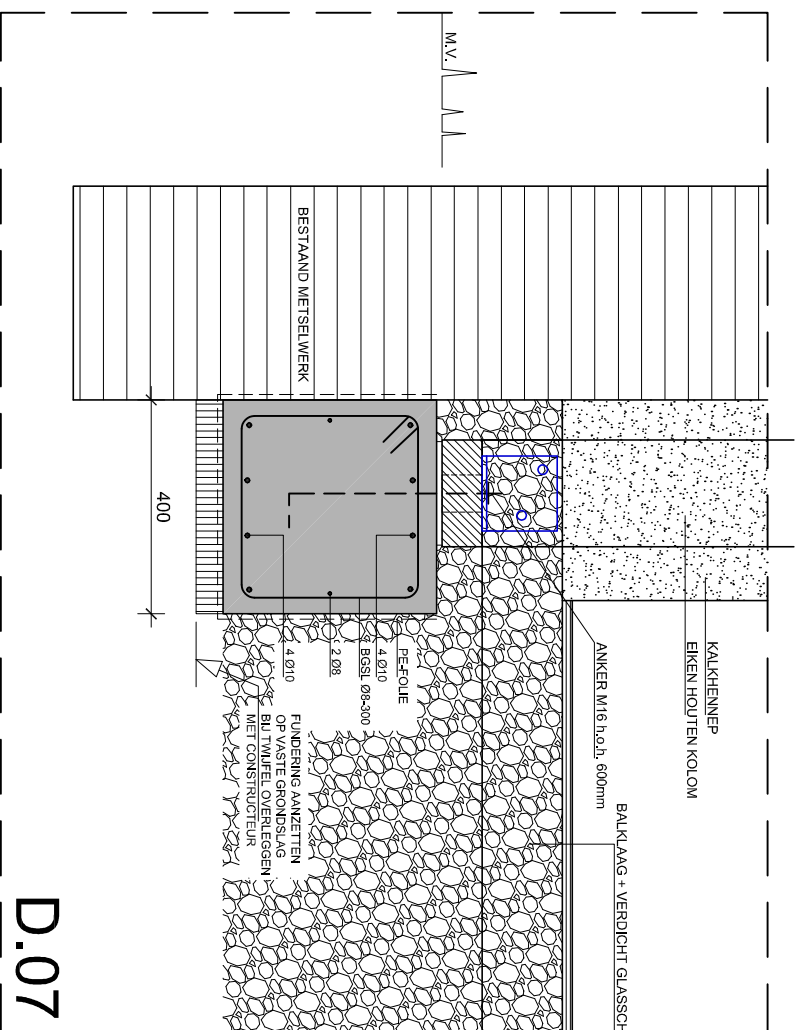 KALKHENNEP
EIKEN HOUTEN KOLOM
BALKLAAG + VERDICHT
ANKER M16 h.o.h. 600mm
M.V.
BESTAAND METSELWERK
PE-FOLIE
4 Ø10
BGSL Ø8-300
2 Ø8
4 Ø10
FUNDERING AANZETTEN
OP VASTE GRONDSLAG
BIJ TWIJFEL OVERLEGGEN
MET CONSTRUCTEUR
400
D.07